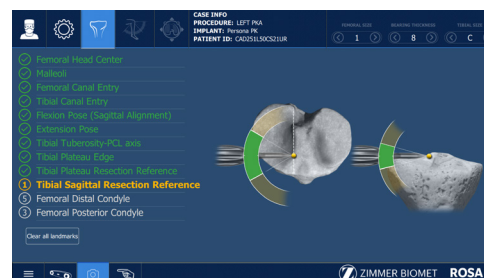 CASE INFO
PROCEDURE: LEFT PKA
IMPLANT: Persona PK
PATIENT ID: CAD251L50CS21UR
FEMORAL SIZE
1
BEARING THICKNESS
8
TIBIAL SIZE
C
Femoral Head Center
Malleoli
Femoral Canal Entry
Tibial Canal Entry
Flexion Pose (Sagittal Alignment)
Extension Pose
Tibial Tuberosity-PCL axis
Tibial Plateau Edge
Tibial Plateau Resection Reference
1 Tibial Sagittal Resection Reference
5 Femoral Distal Condyle
3 Femoral Posterior Condyle
Clear all landmarks
ZIMMER BIOMET
ROSA